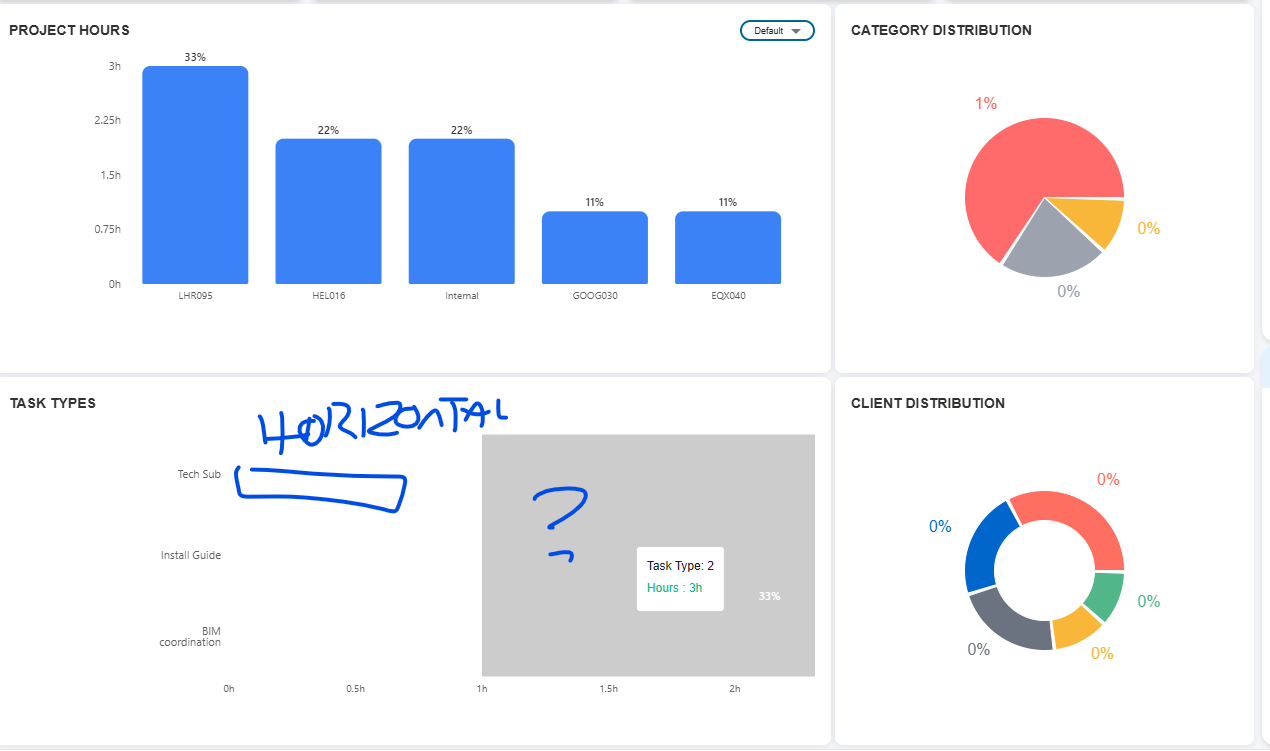 PROJECT HOURS
Default
33%
3h
22%
22%
2.25h
1.5h
11%
11%
0.75h
0h
LHR095
HEL016
Internal
GOOG030
EQX040
CATEGORY DISTRIBUTION
1%
0%
0%
TASK TYPES
HORIZONTAL
Tech Sub
?
Install Guide
Task Type: 2
Hours : 3h
33%
BIM
coordination
0h
0.5h
1h
1.5h
2h
CLIENT DISTRIBUTION
0%
0%
0%
0%
0%